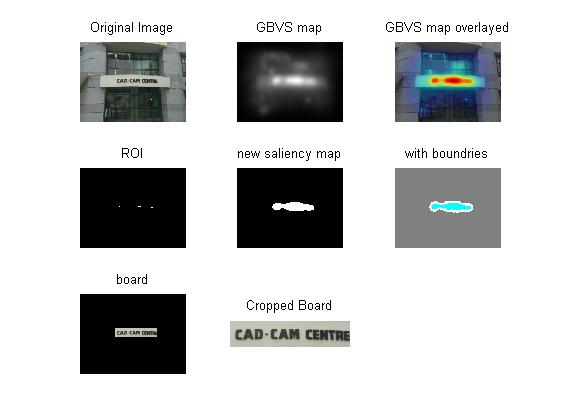 Original Image
GBVS map
GBVS map overlayed
CAD-CAM CENTRE
ROI
new saliency map
with boundries
board
Cropped Board
CAD-CAM CENTRE
CAD-CAM CENTRE